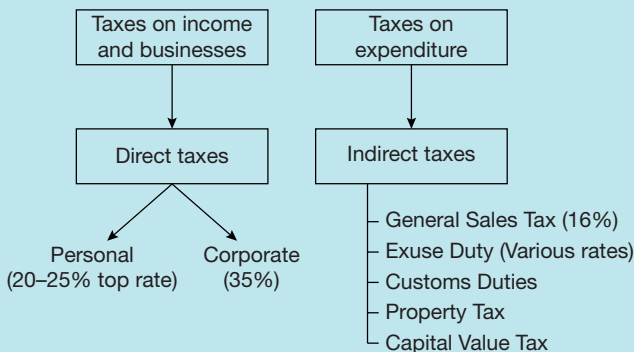 Taxes on income
and businesses
Taxes on
expenditure
Direct taxes
Indirect taxes
Personal
(20–25% top rate)
Corporate
(35%)
General Sales Tax (16%)
Exuse Duty (Various rates)
Customs Duties
Property Tax
Capital Value Tax